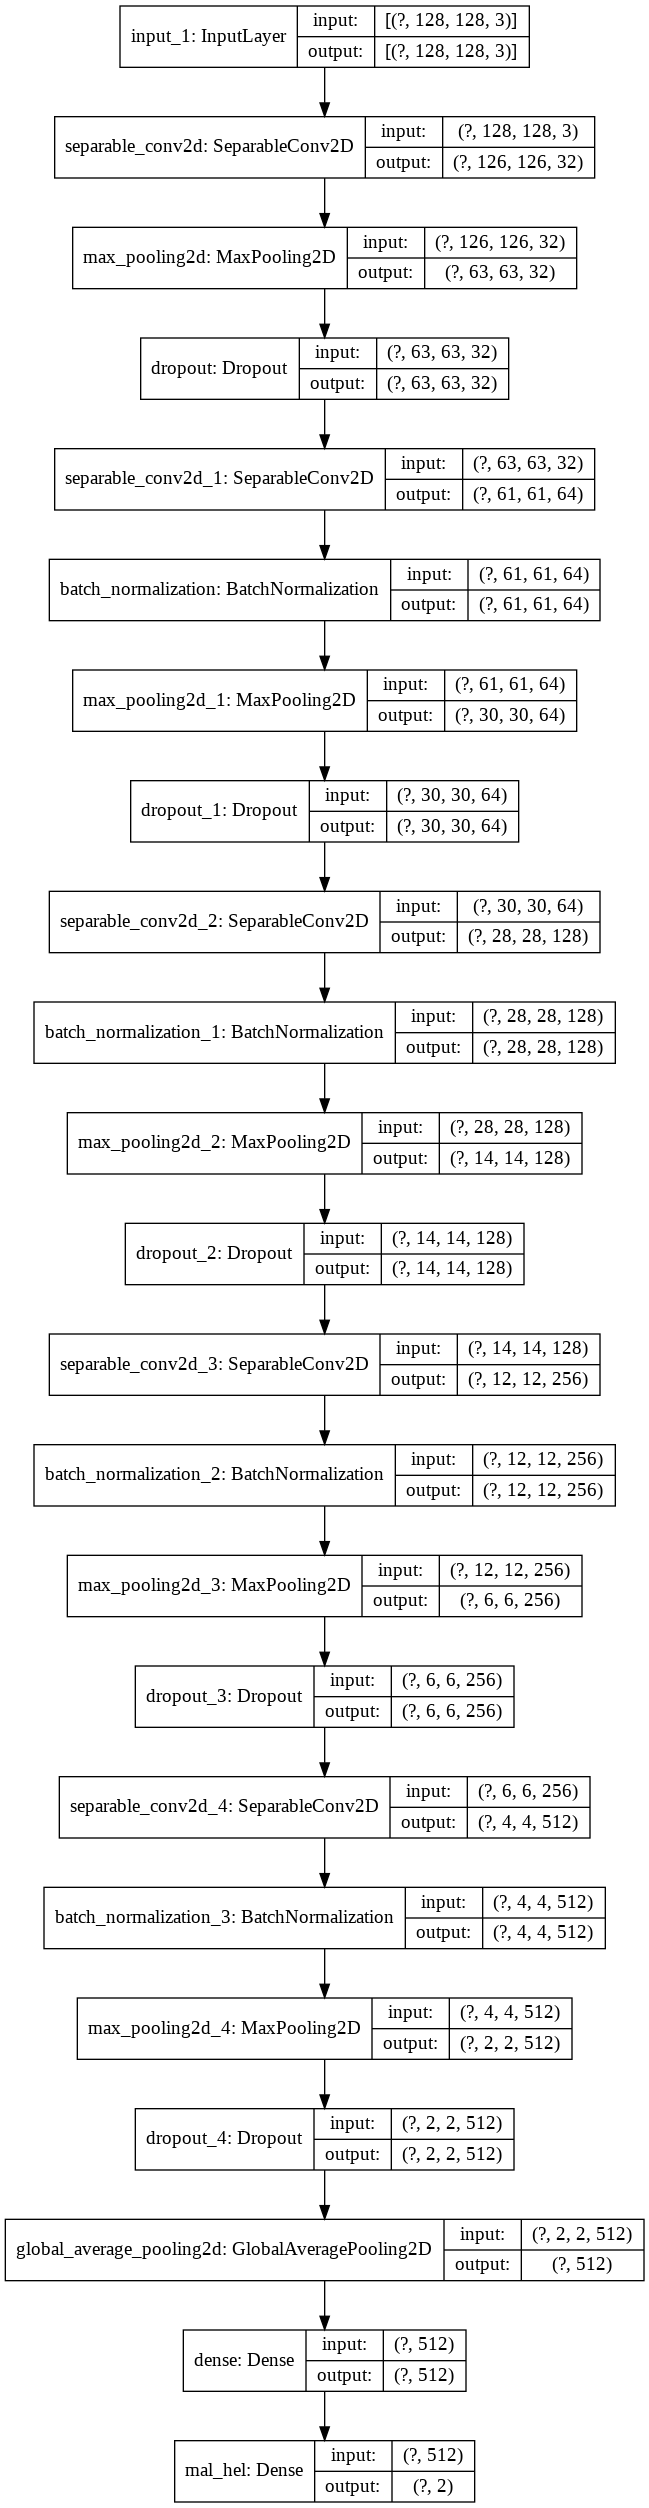 input_1: InputLayer
input: [(?, 128, 128, 3)]
output: [(?, 128, 128, 3)]
separable_conv2d: SeparableConv2D
input: (?, 128, 128, 3)
output: (?, 126, 126, 32)
max_pooling2d: MaxPooling2D
input: (?, 126, 126, 32)
output: (?, 63, 63, 32)
dropout: Dropout
input: (?, 63, 63, 32)
output: (?, 63, 63, 32)
separable_conv2d_1: SeparableConv2D
input: (?, 63, 63, 32)
output: (?, 61, 61, 64)
batch_normalization: BatchNormalization
input: (?, 61, 61, 64)
output: (?, 61, 61, 64)
max_pooling2d_1: MaxPooling2D
input: (?, 61, 61, 64)
output: (?, 30, 30, 64)
dropout_1: Dropout
input: (?, 30, 30, 64)
output: (?, 30, 30, 64)
separable_conv2d_2: SeparableConv2D
input: (?, 30, 30, 64)
output: (?, 28, 28, 128)
batch_normalization_1: BatchNormalization
input: (?, 28, 28, 128)
output: (?, 28, 28, 128)
max_pooling2d_2: MaxPooling2D
input: (?, 28, 28, 128)
output: (?, 14, 14, 128)
dropout_2: Dropout
input: (?, 14, 14, 128)
output: (?, 14, 14, 128)
separable_conv2d_3: SeparableConv2D
input: (?, 14, 14, 128)
output: (?, 12, 12, 256)
batch_normalization_2: BatchNormalization
input: (?, 12, 12, 256)
output: (?, 12, 12, 256)
max_pooling2d_3: MaxPooling2D
input: (?, 12, 12, 256)
output: (?, 6, 6, 256)
dropout_3: Dropout
input: (?, 6, 6, 256)
output: (?, 6, 6, 256)
separable_conv2d_4: SeparableConv2D
input: (?, 6, 6, 256)
output: (?, 4, 4, 512)
batch_normalization_3: BatchNormalization
input: (?, 4, 4, 512)
output: (?, 4, 4, 512)
max_pooling2d_4: MaxPooling2D
input: (?, 4, 4, 512)
output: (?, 2, 2, 512)
dropout_4: Dropout
input: (?, 2, 2, 512)
output: (?, 2, 2, 512)
global_average_pooling2d: GlobalAveragePooling2D
input: (?, 2, 2, 512)
output: (?, 512)
dense: Dense
input: (?, 512)
output: (?, 512)
mal_hel: Dense
input: (?, 512)
output: (?, 2)